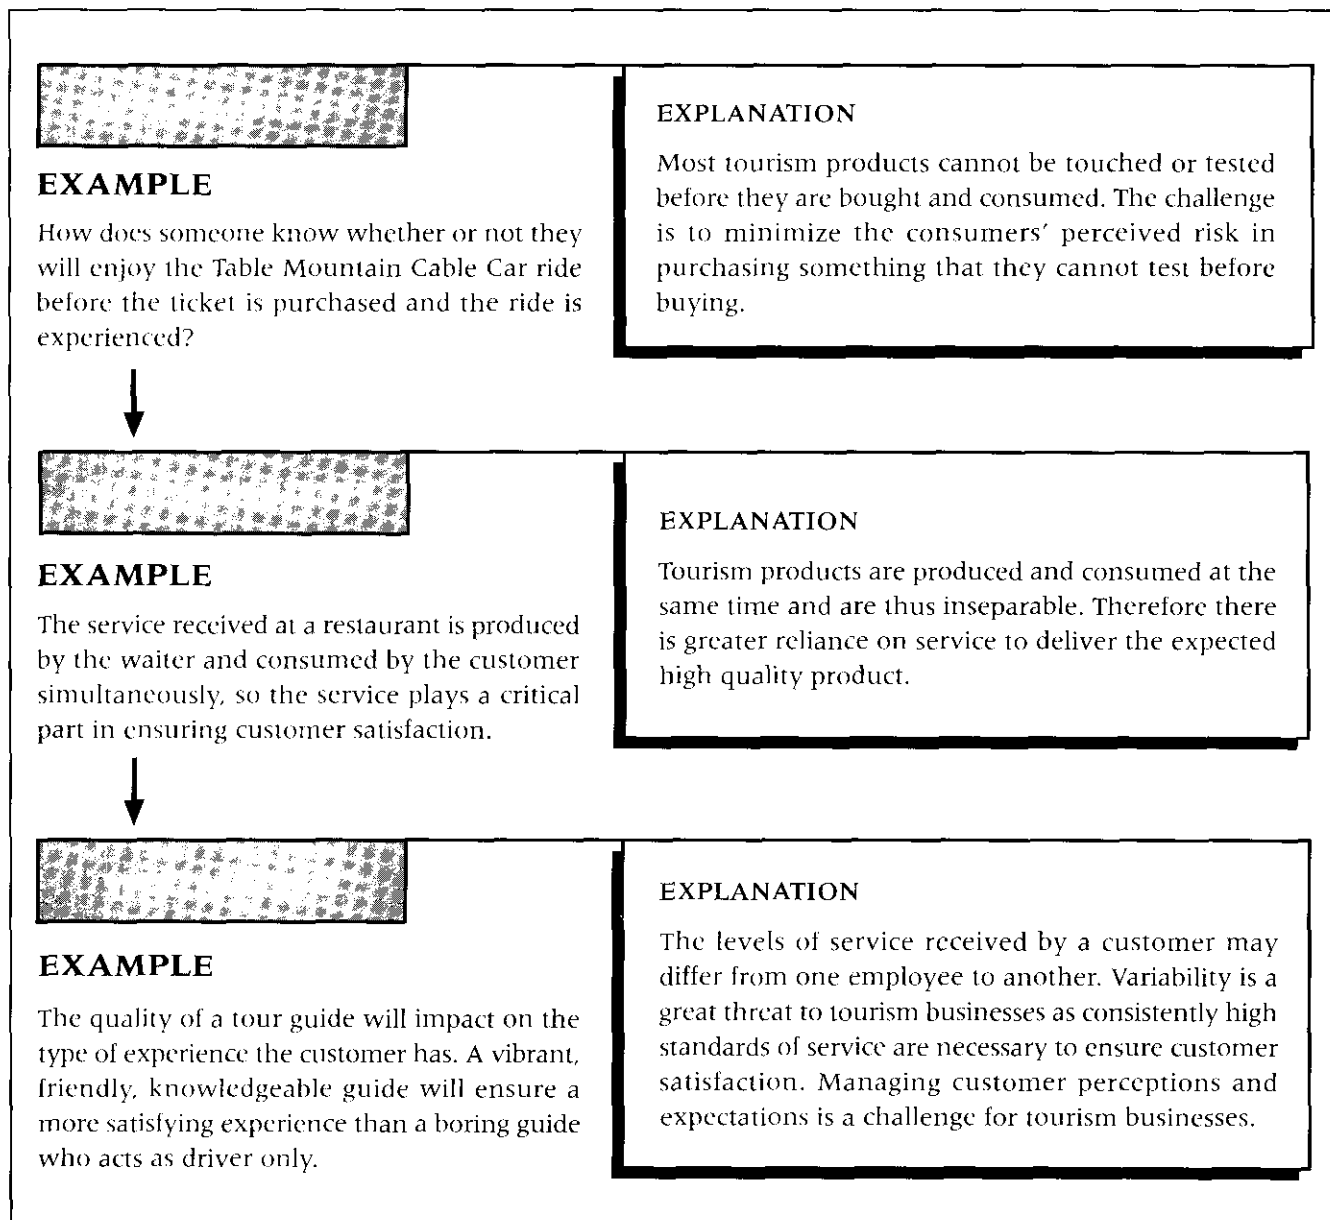 EXAMPLE
How does someone know whether or not they
will enjoy the Table Mountain Cable Car ride
before the ticket is purchased and the ride is
experienced?
EXPLANATION
Most tourism products cannot be touched or tested
before they are bought and consumed. The challenge
is to minimize the consumers' perceived risk in
purchasing something that they cannot test before
buying.
EXAMPLE
The service received at a restaurant is produced
by the waiter and consumed by the customer
simultaneously, so the service plays a critical
part in ensuring customer satisfaction.
EXPLANATION
Tourism products are produced and consumed at the
same time and are thus inseparable. Therefore there
is greater reliance on service to deliver the expected
high quality product.
EXAMPLE
The quality of a tour guide will impact on the
type of experience the customer has. A vibrant,
friendly, knowledgeable guide will ensure a
more satisfying experience than a boring guide
who acts as driver only.
EXPLANATION
The levels of service received by a customer may
differ from one employee to another. Variability is a
great threat to tourism businesses as consistently high
standards of service are necessary to ensure customer
satisfaction. Managing customer perceptions and
expectations is a challenge for tourism businesses.